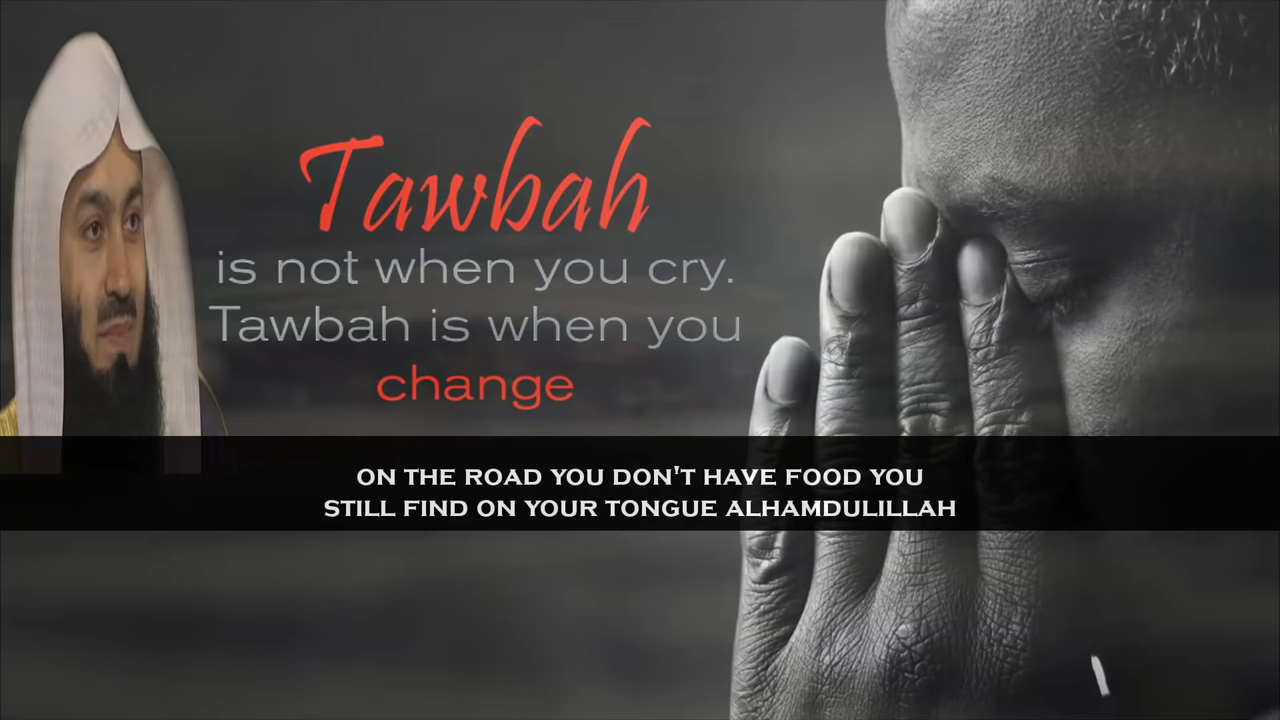 Tawbah
is not when you cry.
Tawbah is when you
change
ON THE ROAD YOU DON'T HAVE FOOD YOU
STILL FIND ON YOUR TONGUE ALHAMDULILLAH